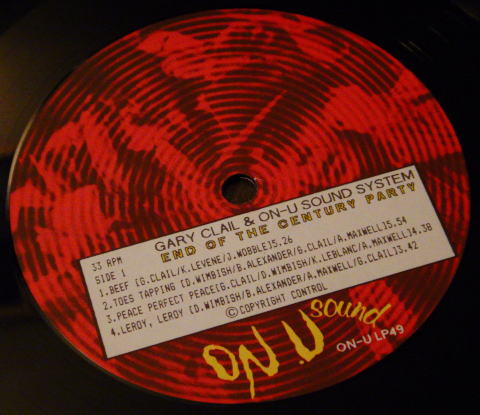 GARY CLAIL & ON-U SOUND SYSTEM
END OF THE CENTURY PARTY
33 RPM
SIDE 1
1.BEEF [G.CLAIL/K.LEVENE/J.WOBBLE]5.26
2.TOES TAPPING [D.WIMBISH/B.ALEXANDER/G.CLAIL/A.MAXWELL]5.54
3.PEACE PERFECT PEACE[G.CLAIL/D.WIMBISH/K.LEBLANC/A.MAXWELL]4.38
4.LEROY, LEROY [D.WIMBISH/B.ALEXANDER/A.MAXWELL/G.CLAIL]3.42
©COPYRIGHT CONTROL
ON.U sound
ON-U LP49